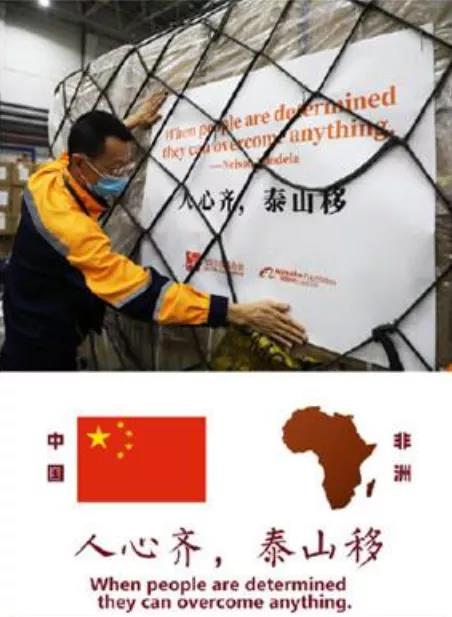 When people are determined
they can overcome anything.
—Nelson Mandela
人心齐，泰山移
中国
非洲
人心齐，泰山移
When people are determined
they can overcome anything.